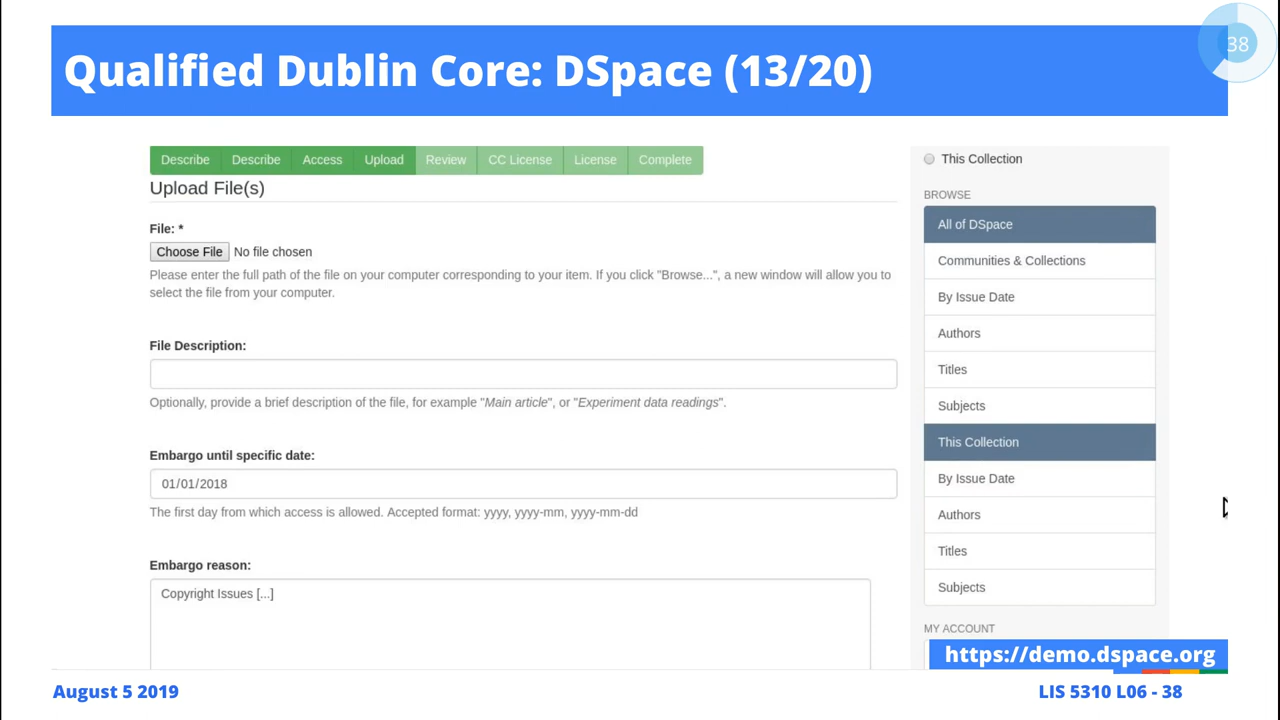 38
Qualified Dublin Core: DSpace (13/20)
Describe Describe Access Upload Review CC License License Complete
Upload File(s)
File: *
Choose File No file chosen
Please enter the full path of the file on your computer corresponding to your item. If you click "Browse...", a new window will allow you to
select the file from your computer.
File Description:
Optionally, provide a brief description of the file, for example "Main article", or "Experiment data readings".
Embargo until specific date:
01/01/2018
The first day from which access is allowed. Accepted format: yyyy, yyyy-mm, yyyy-mm-dd
Embargo reason:
Copyright Issues [...]
This Collection
BROWSE
All of DSpace
Communities & Collections
By Issue Date
Authors
Titles
Subjects
This Collection
By Issue Date
Authors
Titles
Subjects
MY ACCOUNT
https://demo.dspace.org
August 5 2019
LIS 5310 L06 - 38